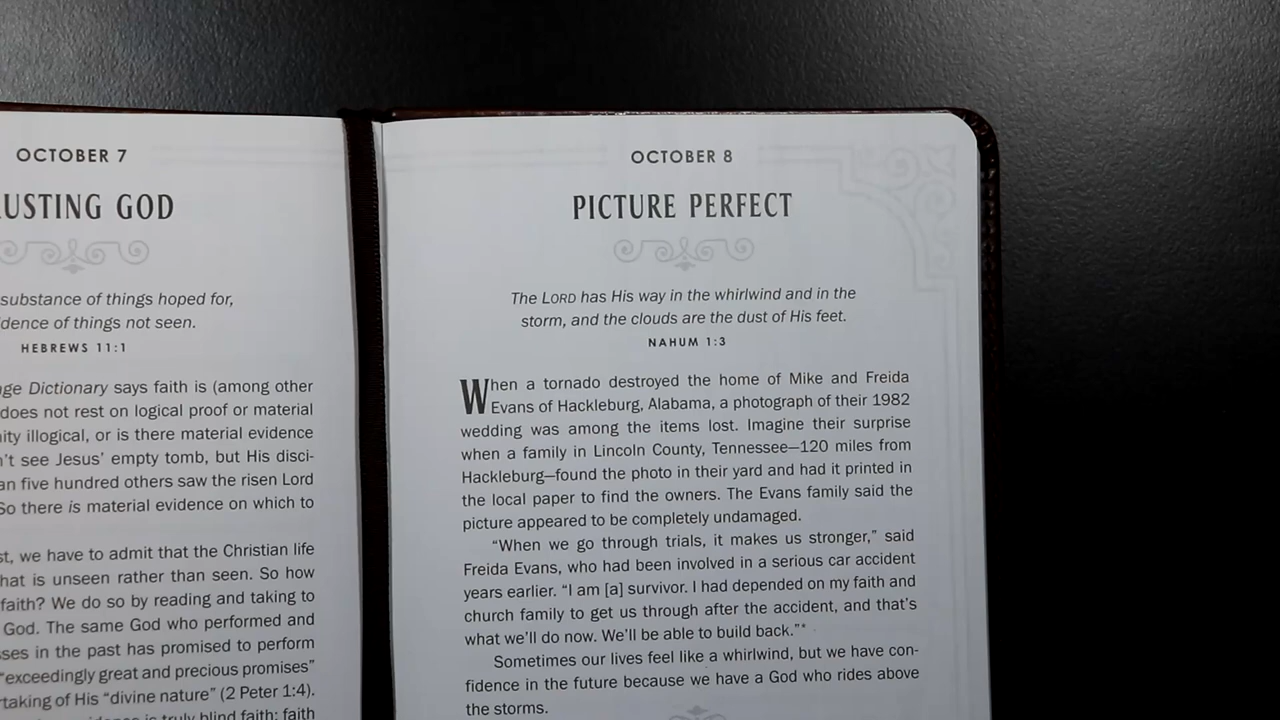 OCTOBER 7
USTING GOD
substance of things hoped for,
dence of things not seen.
HEBREWS 11:1
age Dictionary says faith is (among other
does not rest on logical proof or material
ity illogical, or is there material evidence
n't see Jesus' empty tomb, but His disci-
an five hundred others saw the risen Lord
So there is material evidence on which to
st, we have to admit that the Christian life
hat is unseen rather than seen. So how
faith? We do so by reading and taking to
God. The same God who performed and
sses in the past has promised to perform
"exceedingly great and precious promises"
rtaking of His "divine nature" (2 Peter 1:4).
is truly blind faith: faith
OCTOBER 8
PICTURE PERFECT
The LORD has His way in the whirlwind and in the
storm, and the clouds are the dust of His feet.
NAHUM 1:3
When a tornado destroyed the home of Mike and Freida
Evans of Hackleburg, Alabama, a photograph of their 1982
wedding was among the items lost. Imagine their surprise
when a family in Lincoln County, Tennessee—120 miles from
Hackleburg—found the photo in their yard and had it printed in
the local paper to find the owners. The Evans family said the
picture appeared to be completely undamaged.
"When we go through trials, it makes us stronger," said
Freida Evans, who had been involved in a serious car accident
years earlier. "I am [a] survivor. I had depended on my faith and
church family to get us through after the accident, and that's
what we'll do now. We'll be able to build back."*
Sometimes our lives feel like a whirlwind, but we have con-
fidence in the future because we have a God who rides above
the storms.